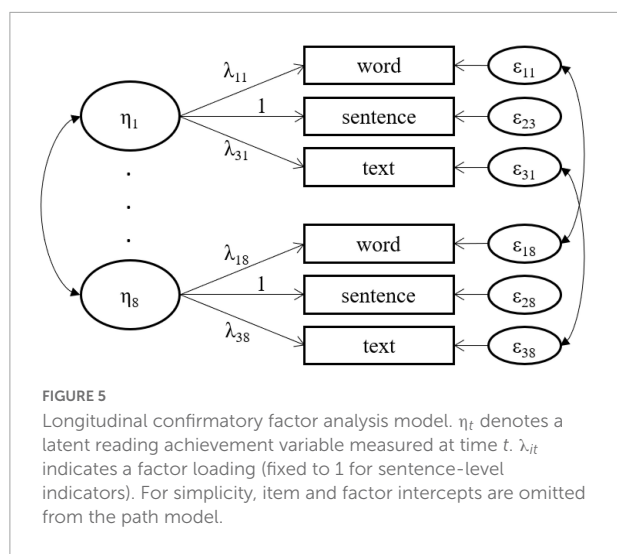 λ₁₁
word
ε₁₁
η₁
1
sentence
ε₂₃
λ₃₁
text
ε₃₁
.
.
.
λ₁₈
word
ε₁₈
η₈
1
sentence
ε₂₈
λ₃₈
text
ε₃₈
FIGURE 5
Longitudinal confirmatory factor analysis model. ηt denotes a
latent reading achievement variable measured at time t. λit
indicates a factor loading (fixed to 1 for sentence-level
indicators). For simplicity, item and factor intercepts are omitted
from the path model.